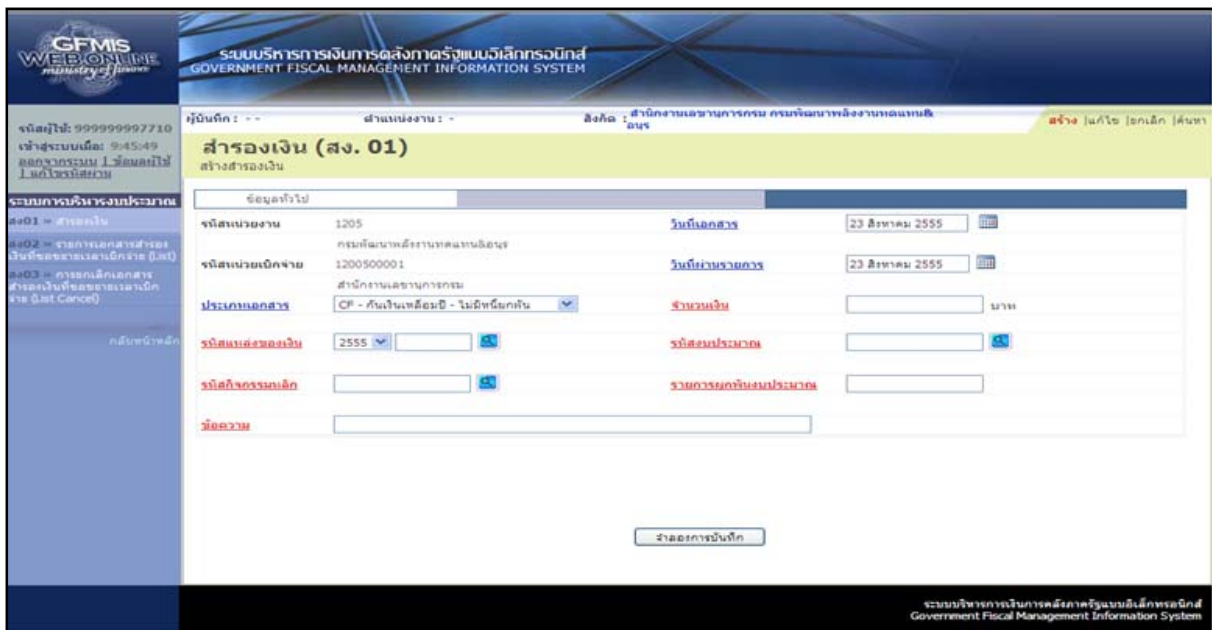 GFMIS
WEB ONLINE
ministry of finance
ระบบบริหารการเงินการคลังภาครัฐแบบอิเล็กทรอนิกส์
GOVERNMENT FISCAL MANAGEMENT INFORMATION SYSTEM
รหัสผู้ใช้: 999999997710
เข้าสู่ระบบเมื่อ: 9:45:49
ออกจากระบบ | ข้อมูลผู้ใช้
| แก้ไขรหัสผ่าน
ผู้บันทึก : - -
ตำแหน่งงาน : -
สังกัด : สำนักงานเลขานุการกรม กรมพัฒนาพลังงานทดแทน&
อนุร
สร้าง |แก้ไข |ยกเลิก |ค้นหา
สำรองเงิน (สง. 01)
สร้างสำรองเงิน
ระบบการบริหารงบประมาณ
สง01 » สำรองเงิน
สง02 » รายการเอกสารสำรอง
เงินที่ขอขยายเวลาเบิกจ่าย (List)
สง03 » การยกเลิกเอกสาร
สำรองเงินที่ขอขยายเวลาเบิก
จ่าย (List Cancel)
กลับหน้าหลัก
ข้อมูลทั่วไป
รหัสหน่วยงาน 1205 วันที่เอกสาร 23 สิงหาคม 2555
กรมพัฒนาพลังงานทดแทน&อนุร
รหัสหน่วยเบิกจ่าย 1200500001 วันที่ผ่านรายการ 23 สิงหาคม 2555
สำนักงานเลขานุการกรม
ประเภทเอกสาร CF - กันเงินเหลื่อมปี - ไม่มีหนี้ผูกพัน จำนวนเงิน บาท
รหัสแหล่งของเงิน 2555 รหัสงบประมาณ
รหัสกิจกรรมหลัก รายการผูกพันงบประมาณ
ข้อความ
จำลองการบันทึก
ระบบบริหารการเงินการคลังภาครัฐแบบอิเล็กทรอนิกส์
Government Fiscal Management Information System